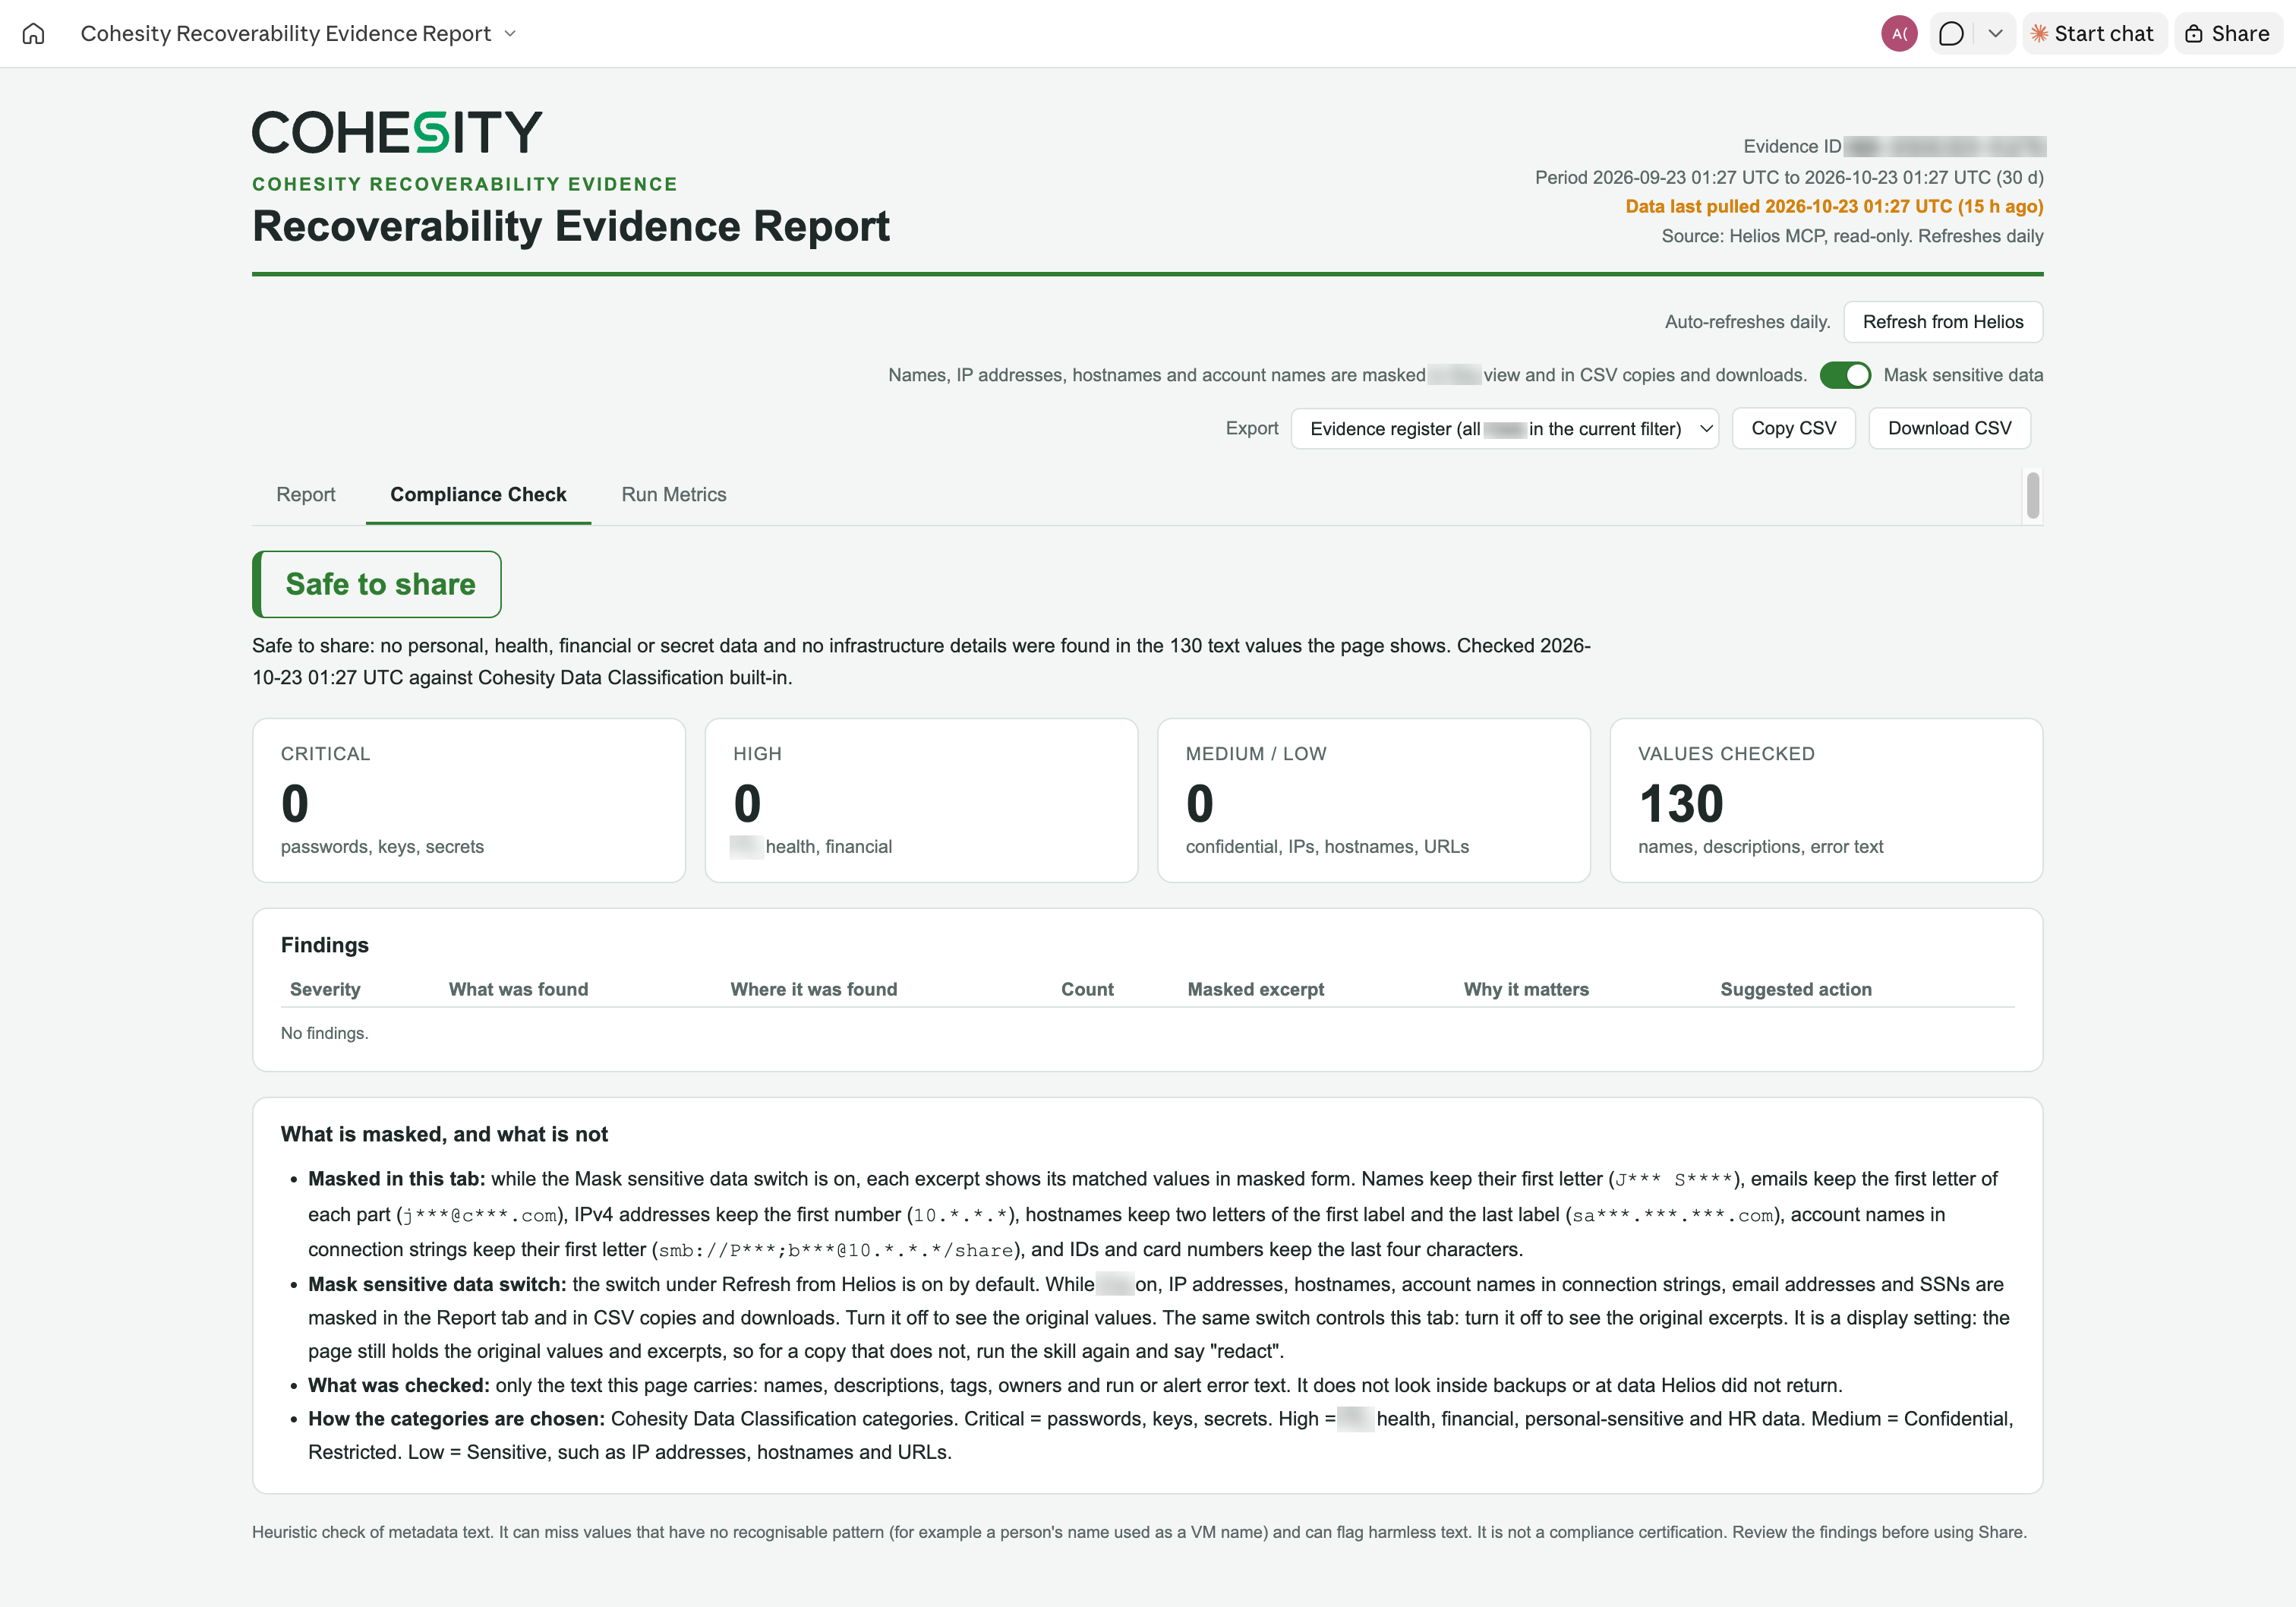 Cohesity Recoverability Evidence Report
A(
Start chat
Share
COHESITY
COHESITY RECOVERABILITY EVIDENCE
Recoverability Evidence Report
Evidence ID
Period 2026-09-23 01:27 UTC to 2026-10-23 01:27 UTC (30 d)
Data last pulled 2026-10-23 01:27 UTC (15 h ago)
Source: Helios MCP, read-only. Refreshes daily
Auto-refreshes daily.
Refresh from Helios
Names, IP addresses, hostnames and account names are masked view and in CSV copies and downloads.
Mask sensitive data
Export
Evidence register (all in the current filter)
Copy CSV
Download CSV
Report
Compliance Check
Run Metrics
Safe to share
Safe to share: no personal, health, financial or secret data and no infrastructure details were found in the 130 text values the page shows. Checked 2026-
10-23 01:27 UTC against Cohesity Data Classification built-in.
CRITICAL
0
passwords, keys, secrets
HIGH
0
health, financial
MEDIUM / LOW
0
confidential, IPs, hostnames, URLs
VALUES CHECKED
130
names, descriptions, error text
Findings
Severity What was found Where it was found Count Masked excerpt Why it matters Suggested action
No findings.
What is masked, and what is not
• Masked in this tab: while the Mask sensitive data switch is on, each excerpt shows its matched values in masked form. Names keep their first letter (J*** S****), emails keep the first letter of
each part (j***@c***.com), IPv4 addresses keep the first number (10.*.*.*), hostnames keep two letters of the first label and the last label (sa***.***.***.com), account names in
connection strings keep their first letter (smb://P***;b***@10.*.*.*/share), and IDs and card numbers keep the last four characters.
• Mask sensitive data switch: the switch under Refresh from Helios is on by default. While on, IP addresses, hostnames, account names in connection strings, email addresses and SSNs are
masked in the Report tab and in CSV copies and downloads. Turn it off to see the original values. The same switch controls this tab: turn it off to see the original excerpts. It is a display setting: the
page still holds the original values and excerpts, so for a copy that does not, run the skill again and say "redact".
• What was checked: only the text this page carries: names, descriptions, tags, owners and run or alert error text. It does not look inside backups or at data Helios did not return.
• How the categories are chosen: Cohesity Data Classification categories. Critical = passwords, keys, secrets. High = health, financial, personal-sensitive and HR data. Medium = Confidential,
Restricted. Low = Sensitive, such as IP addresses, hostnames and URLs.
Heuristic check of metadata text. It can miss values that have no recognisable pattern (for example a person's name used as a VM name) and can flag harmless text. It is not a compliance certification. Review the findings before using Share.